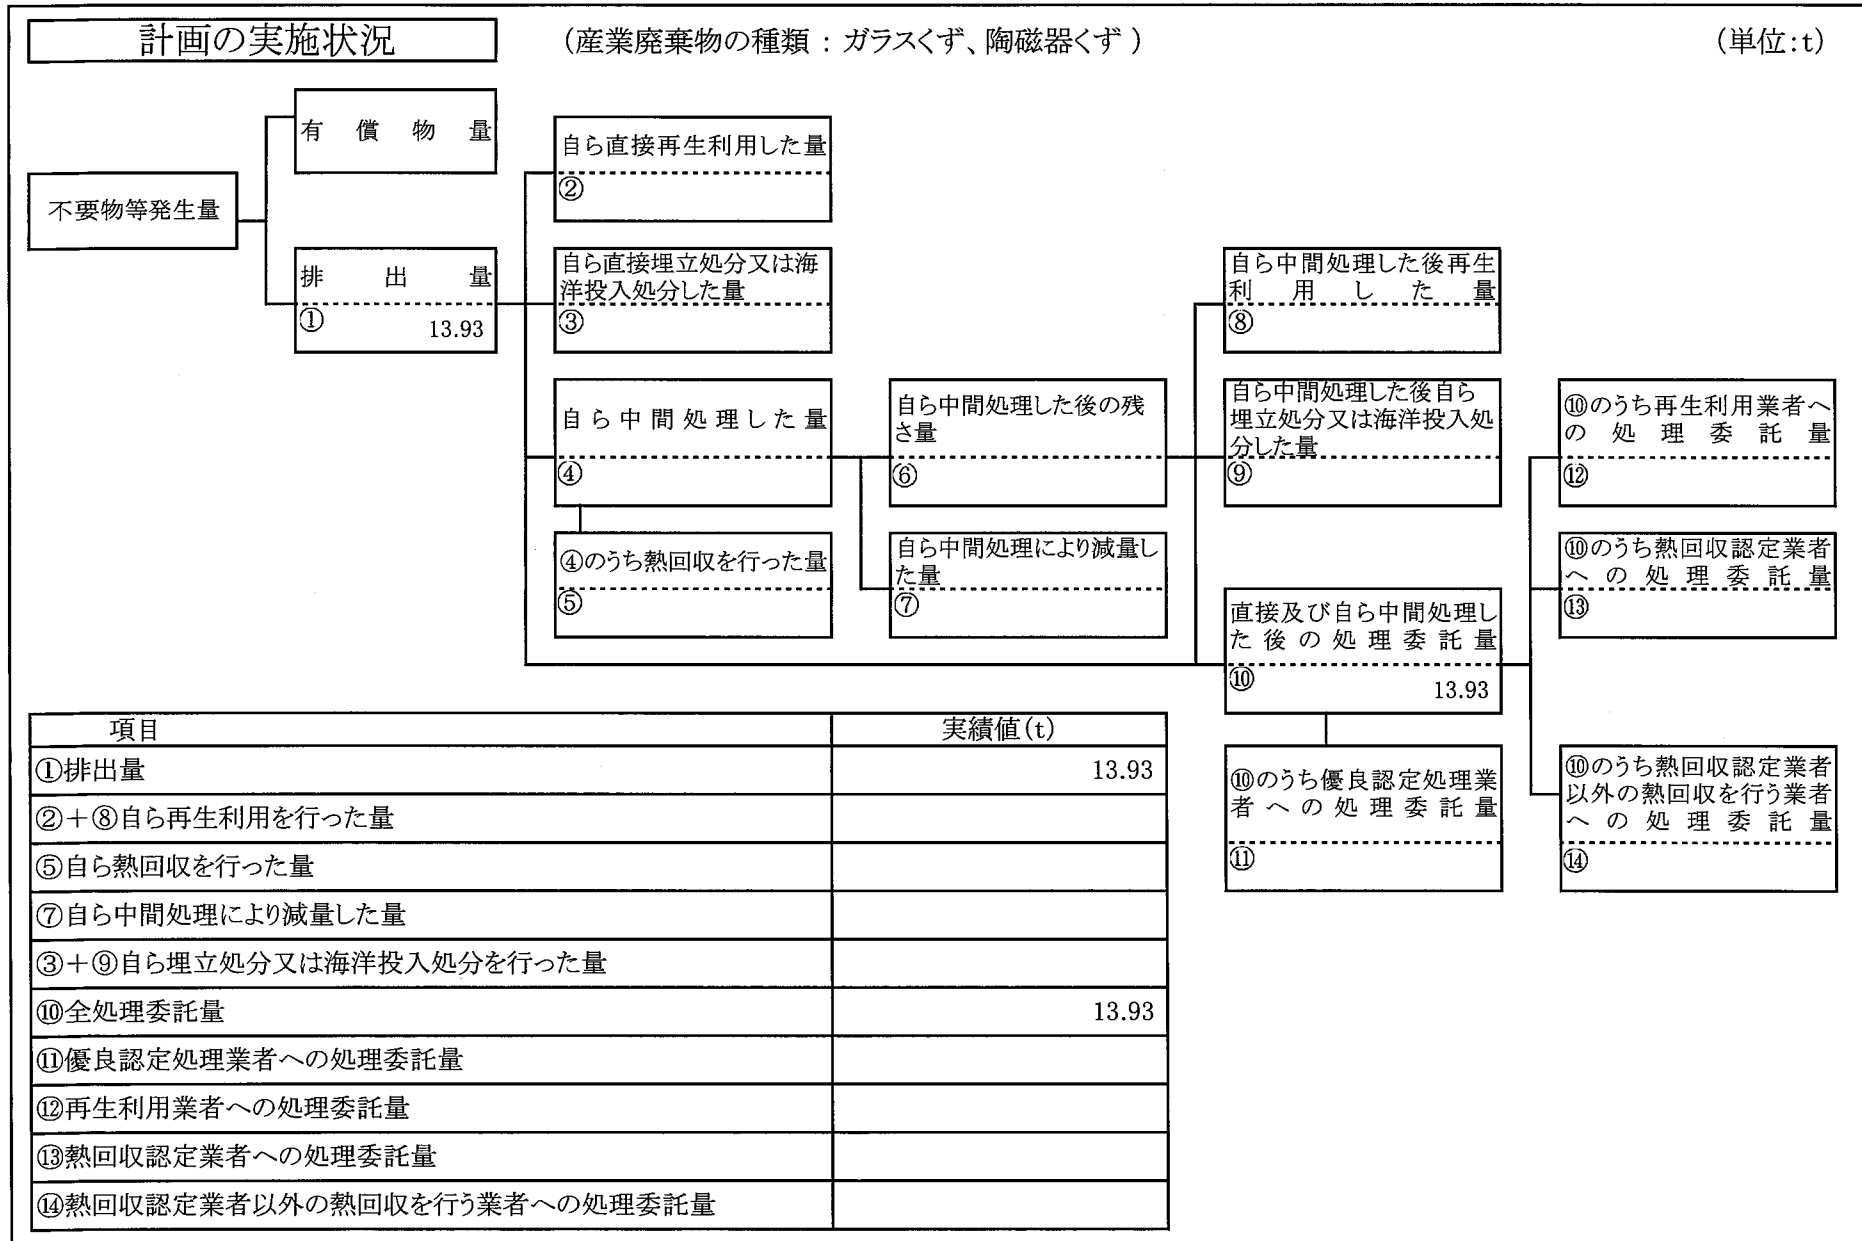 計画の実施状況
（産業廃棄物の種類：ガラスくず、陶磁器くず）
（単位：t）
有償物量
不要物等発生量
排出量
① 13.93
自ら直接再生利用した量
②
自ら直接埋立処分又は海
洋投入処分した量
③
自ら中間処理した量
④
④のうち熱回収を行った量
⑤
自ら中間処理した後の残
さ量
⑥
自ら中間処理により減量し
た量
⑦
自ら中間処理した後再生
利用した量
⑧
自ら中間処理した後自ら
埋立処分又は海洋投入処
分した量
⑨
直接及び自ら中間処理し
た後の処理委託量
⑩ 13.93
⑩のうち優良認定処理業
者への処理委託量
⑪
⑩のうち再生利用業者へ
の処理委託量
⑫
⑩のうち熱回収認定業者
への処理委託量
⑬
⑩のうち熱回収認定業者
以外の熱回収を行う業者
への処理委託量
⑭
項目 実績値(t)
①排出量 13.93
②＋⑧自ら再生利用を行った量
⑤自ら熱回収を行った量
⑦自ら中間処理により減量した量
③＋⑨自ら埋立処分又は海洋投入処分を行った量
⑩全処理委託量 13.93
⑪優良認定処理業者への処理委託量
⑫再生利用業者への処理委託量
⑬熱回収認定業者への処理委託量
⑭熱回収認定業者以外の熱回収を行う業者への処理委託量